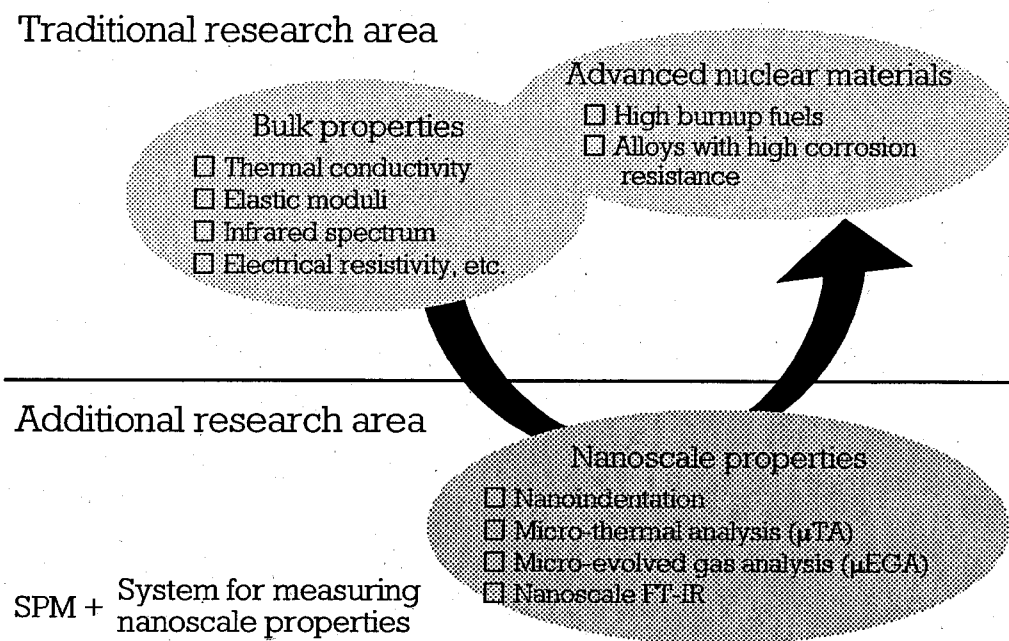 Traditional research area
Bulk properties
☐ Thermal conductivity
☐ Elastic moduli
☐ Infrared spectrum
☐ Electrical resistivity, etc.
Advanced nuclear materials
☐ High burnup fuels
☐ Alloys with high corrosion
resistance
Additional research area
Nanoscale properties
☐ Nanoindentation
☐ Micro-thermal analysis (μTA)
☐ Micro-evolved gas analysis (μEGA)
☐ Nanoscale FT-IR
SPM + System for measuring
nanoscale properties